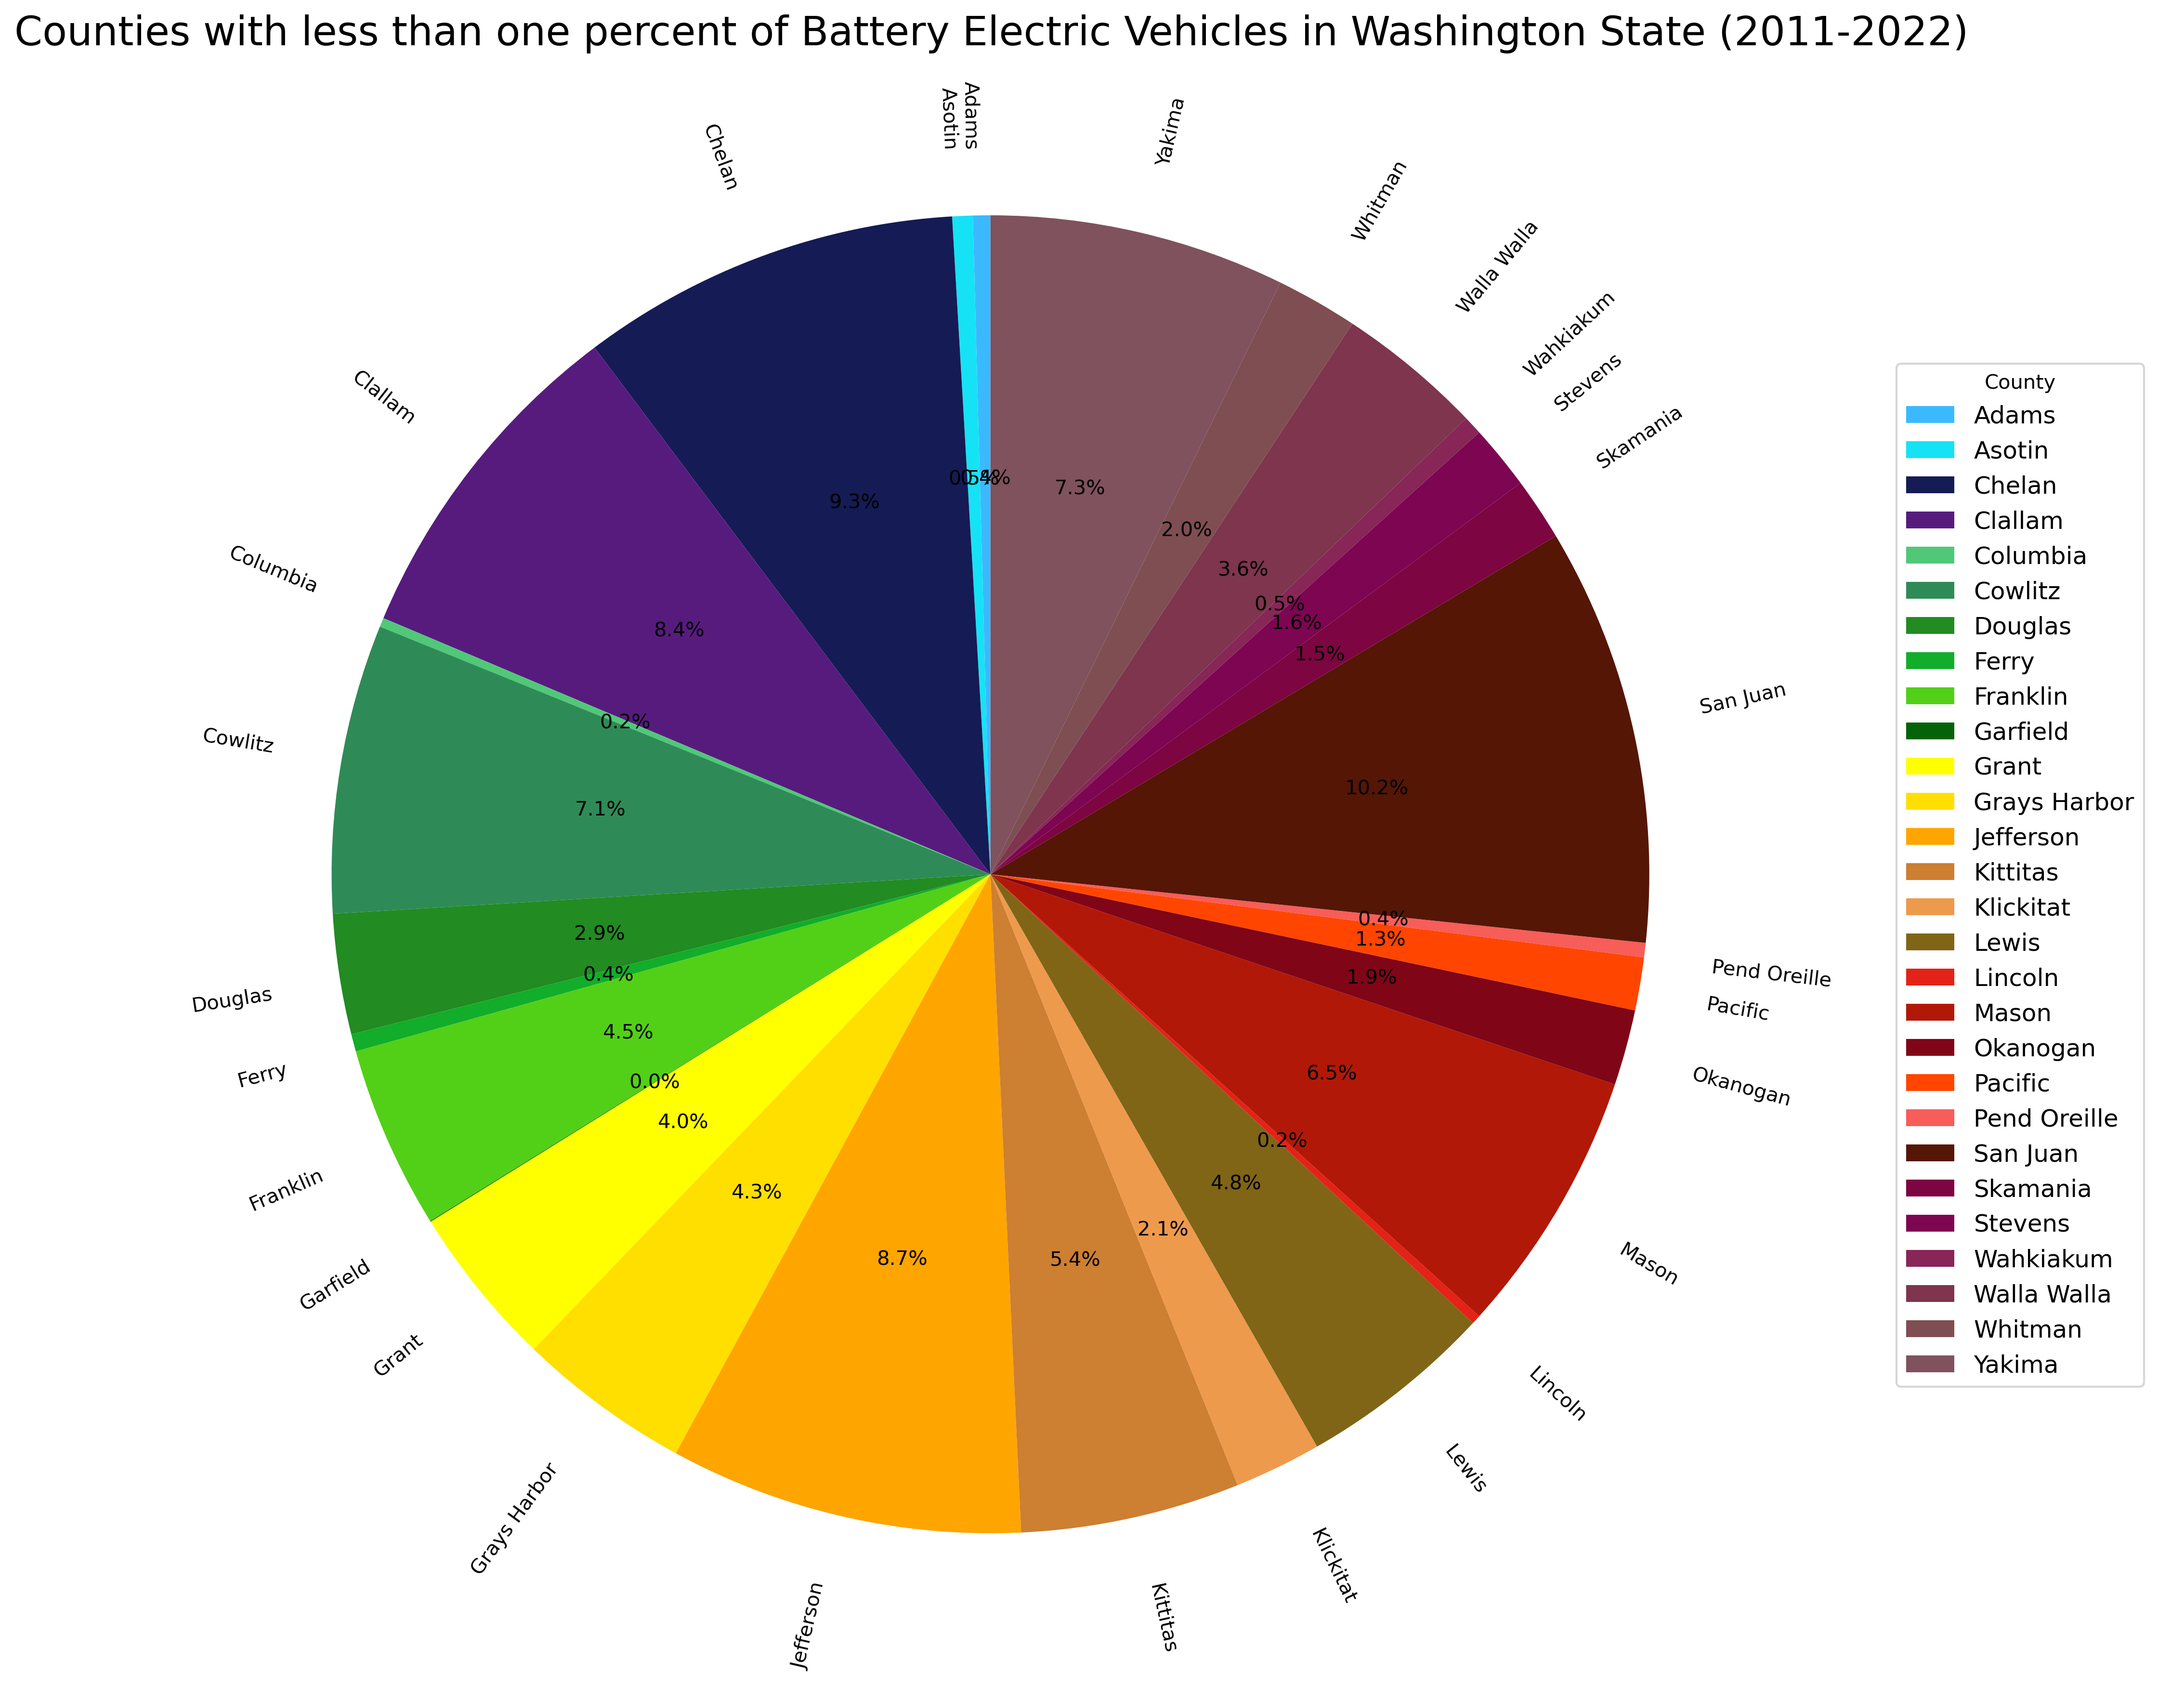 Counties with less than one percent of Battery Electric Vehicles in Washington State (2011-2022)
Adams
Asotin
Chelan
Clallam
Columbia
Cowlitz
Douglas
Ferry
Franklin
Garfield
Grant
Grays Harbor
Jefferson
Kittitas
Klickitat
Lewis
Lincoln
Mason
Okanogan
Pacific
Pend Oreille
San Juan
Skamania
Stevens
Wahkiakum
Walla Walla
Whitman
Yakima
0.4%
0.5%
9.3%
8.4%
0.2%
7.1%
2.9%
0.4%
4.5%
0.0%
4.0%
4.3%
8.7%
5.4%
2.1%
4.8%
0.2%
6.5%
1.9%
1.3%
0.4%
10.2%
1.5%
1.6%
0.5%
3.6%
2.0%
7.3%
County
Adams
Asotin
Chelan
Clallam
Columbia
Cowlitz
Douglas
Ferry
Franklin
Garfield
Grant
Grays Harbor
Jefferson
Kittitas
Klickitat
Lewis
Lincoln
Mason
Okanogan
Pacific
Pend Oreille
San Juan
Skamania
Stevens
Wahkiakum
Walla Walla
Whitman
Yakima